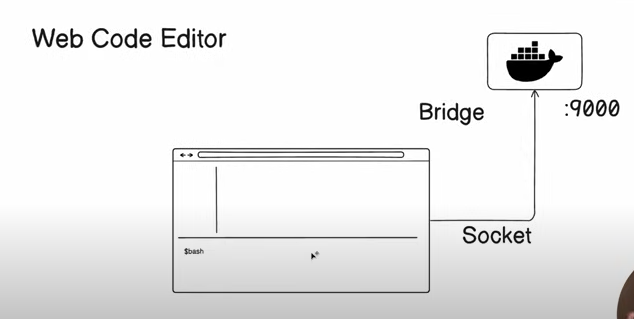 Web Code Editor
Bridge
:9000
$bash
Socket